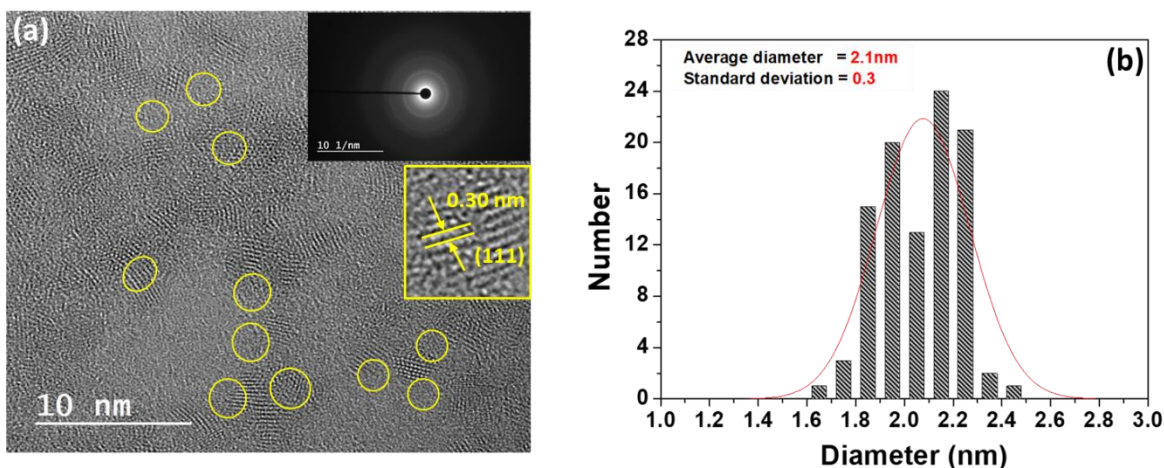 (a)
10 1/nm
0.30 nm
(111)
10 nm
(b)
Average diameter = 2.1nm
Standard deviation = 0.3
28
24
20
16
12
8
4
0
Number
1.0 1.2 1.4 1.6 1.8 2.0 2.2 2.4 2.6 2.8 3.0
Diameter (nm)